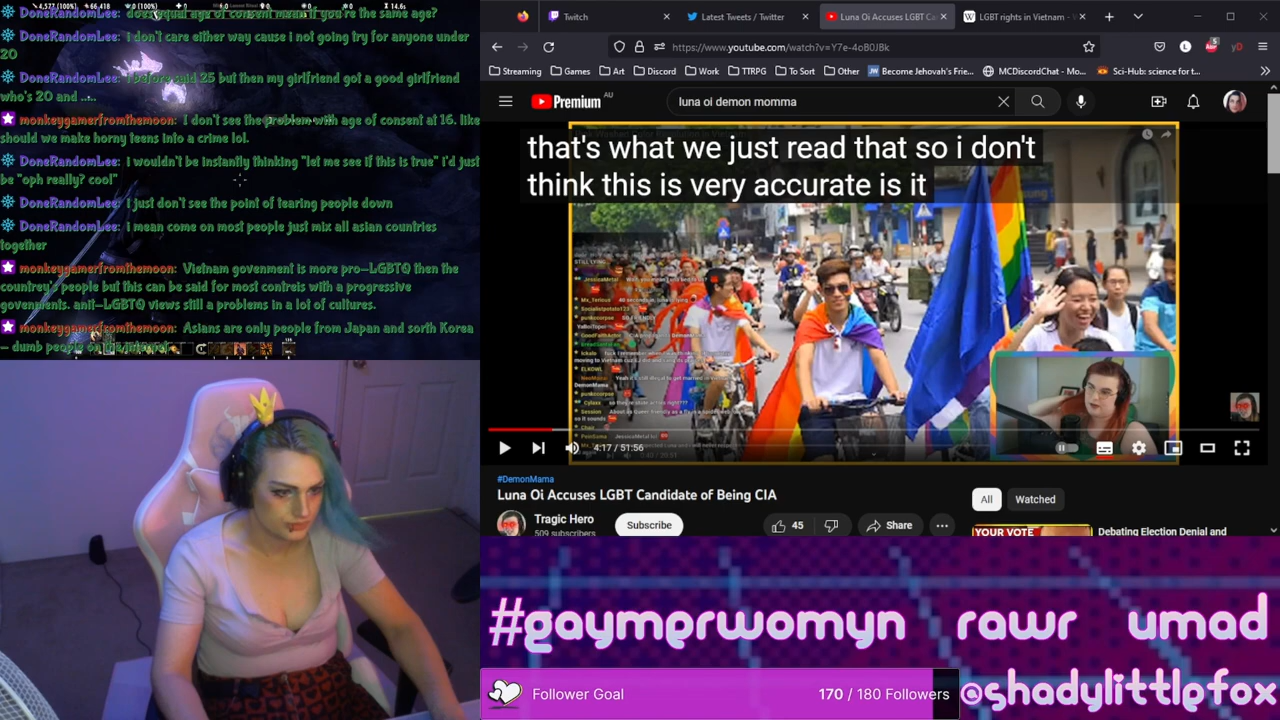 4,577 (100%)
DoneRandomLee: does equal age of consent mean if you're the same age?
DoneRandomLee: i don't care either way cause i not going try for anyone under
20
DoneRandomLee: i before said 25 but then my girlfriend got a good girlfriend
who's 20 and ....
monkeygamerfromthemoon: I don't see the problem with age of consent at 16. like
should we make horny teens into a crime lol.
DoneRandomLee: i wouldn't be instantly thinking "let me see if this is true" i'd just
be "oph really? cool"
DoneRandomLee: I just don't see the point of tearing people down
DoneRandomLee: i mean come on most people just mix all asian countries
together
monkeygamerfromthemoon: Vietnam govenment is more pro-LGBTQ then the
countrey's people but this can be said for most contreis with a progressive
govenments. anit-LGBTQ views still a problems in a lot of cultures.
monkeygamerfromthemoon: Asians are only people from Japan and sorth Korea
- dumb people on the internet
Twitch
Latest Tweets / Twitter
Luna Oi Accuses LGBT Ca
LGBT rights in Vietnam - W
https://www.youtube.com/watch?v=Y7e-4oB0JBk
Streaming
Games
Art
Discord
Work
TTRPG
To Sort
Other
Become Jehovah's Frie...
MCDiscordChat - Mo...
Sci-Hub: science for t...
Premium
AU
luna oi demon momma
that's what we just read that so i don't
think this is very accurate is it
4:17 / 51:56
#DemonMama
Luna Oi Accuses LGBT Candidate of Being CIA
All
Watched
Tragic Hero
509 subscribers
Subscribe
45
Share
YOUR VOTE
Debating Election Denial and
#gaymerwomyn rawr umad
Follower Goal
170 / 180 Followers
@shadylittlefox